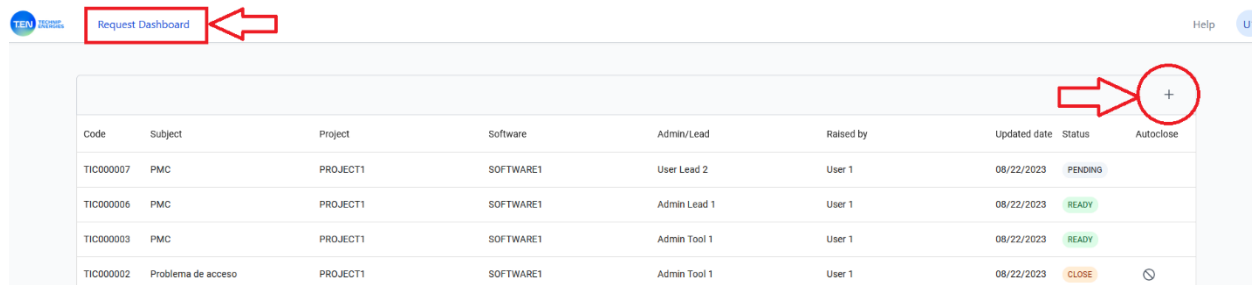 TEN TECHNIP ENERGIES Request Dashboard Help U
+
Code Subject Project Software Admin/Lead Raised by Updated date Status Autoclose
TIC000007 PMC PROJECT1 SOFTWARE1 User Lead 2 User 1 08/22/2023 PENDING
TIC000006 PMC PROJECT1 SOFTWARE1 Admin Lead 1 User 1 08/22/2023 READY
TIC000003 PMC PROJECT1 SOFTWARE1 Admin Tool 1 User 1 08/22/2023 READY
TIC000002 Problema de acceso PROJECT1 SOFTWARE1 Admin Tool 1 User 1 08/22/2023 CLOSE